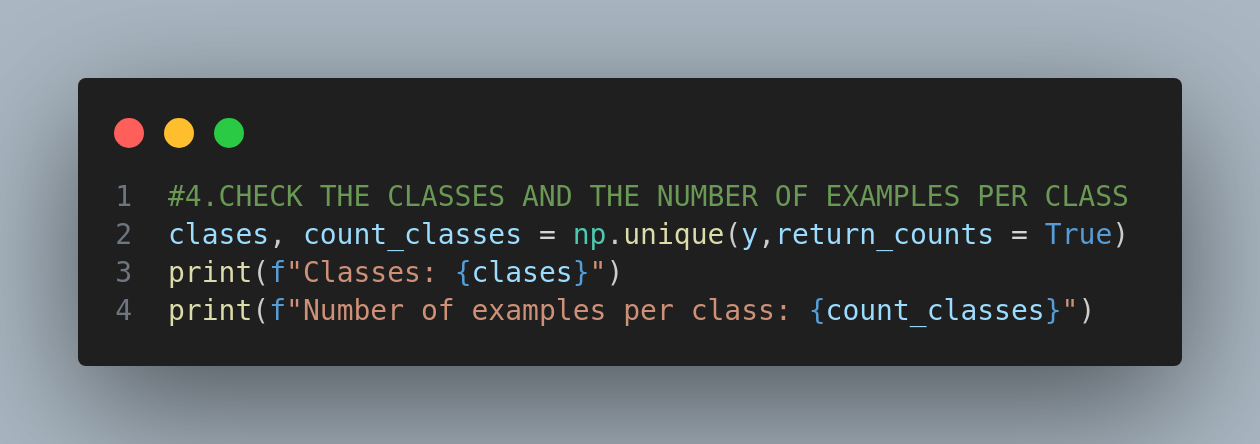 1 #4.CHECK THE CLASSES AND THE NUMBER OF EXAMPLES PER CLASS
2 clases, count_classes = np.unique(y,return_counts = True)
3 print(f"Classes: {clases}")
4 print(f"Number of examples per class: {count_classes}")